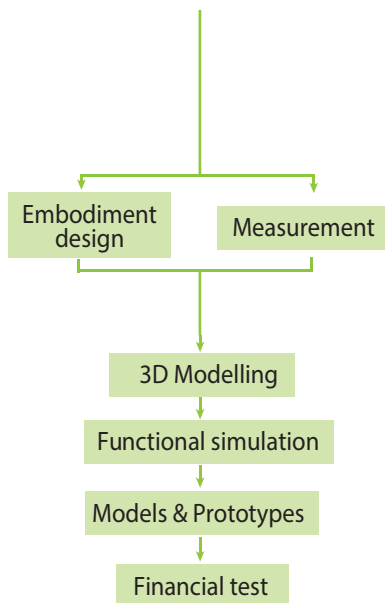 Embodiment
design
Measurement
3D Modelling
Functional simulation
Models & Prototypes
Financial test